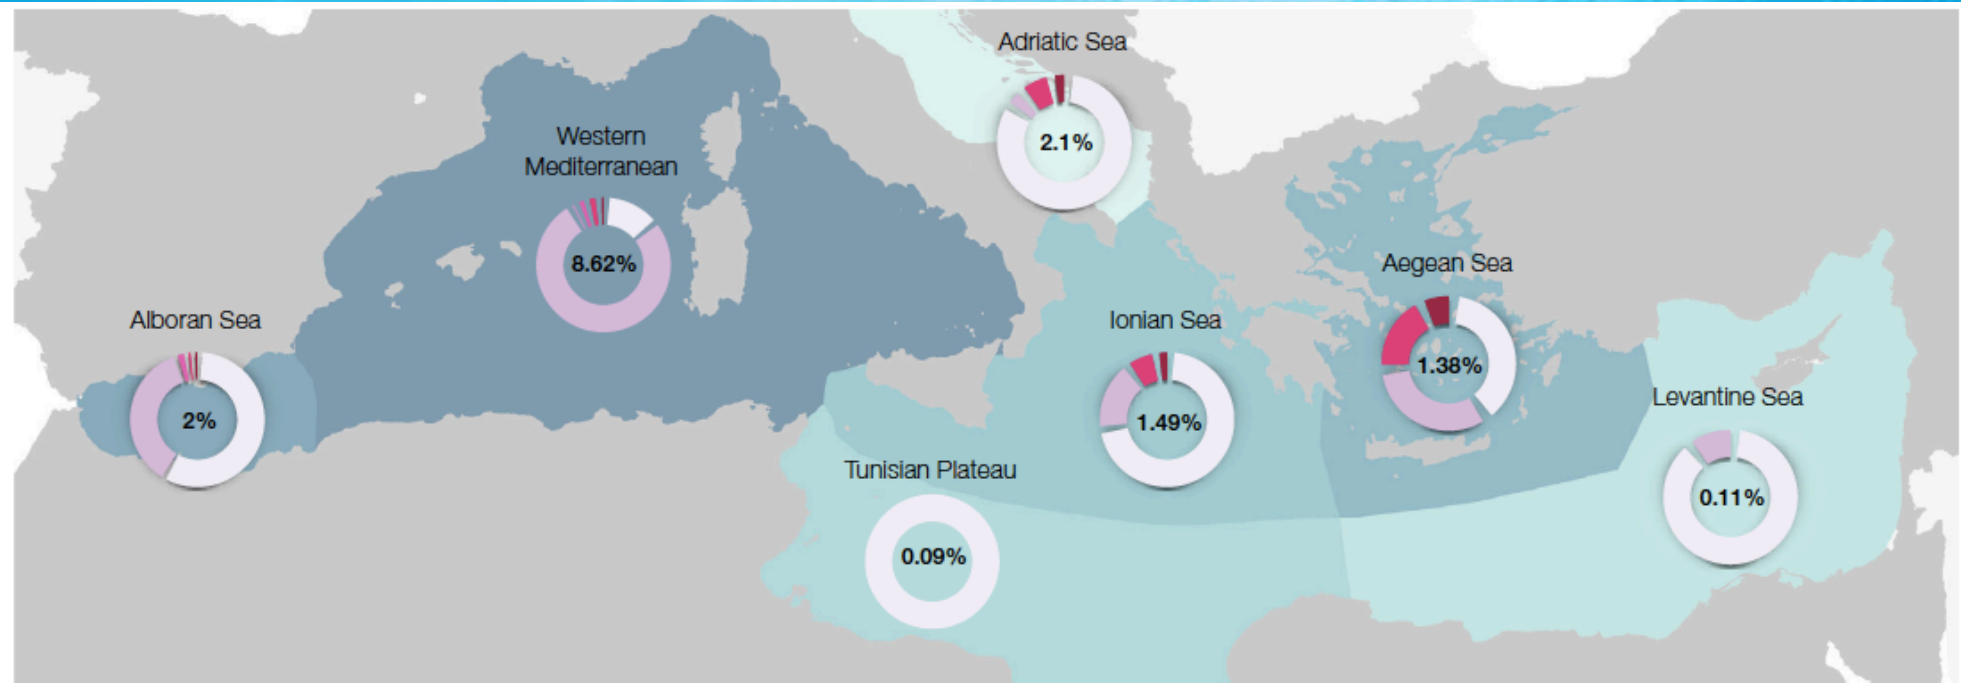 Adriatic Sea
2.1%
Western
Mediterranean
8.62%
Aegean Sea
1.38%
Alboran Sea
2%
Ionian Sea
1.49%
Levantine Sea
0.11%
Tunisian Plateau
0.09%